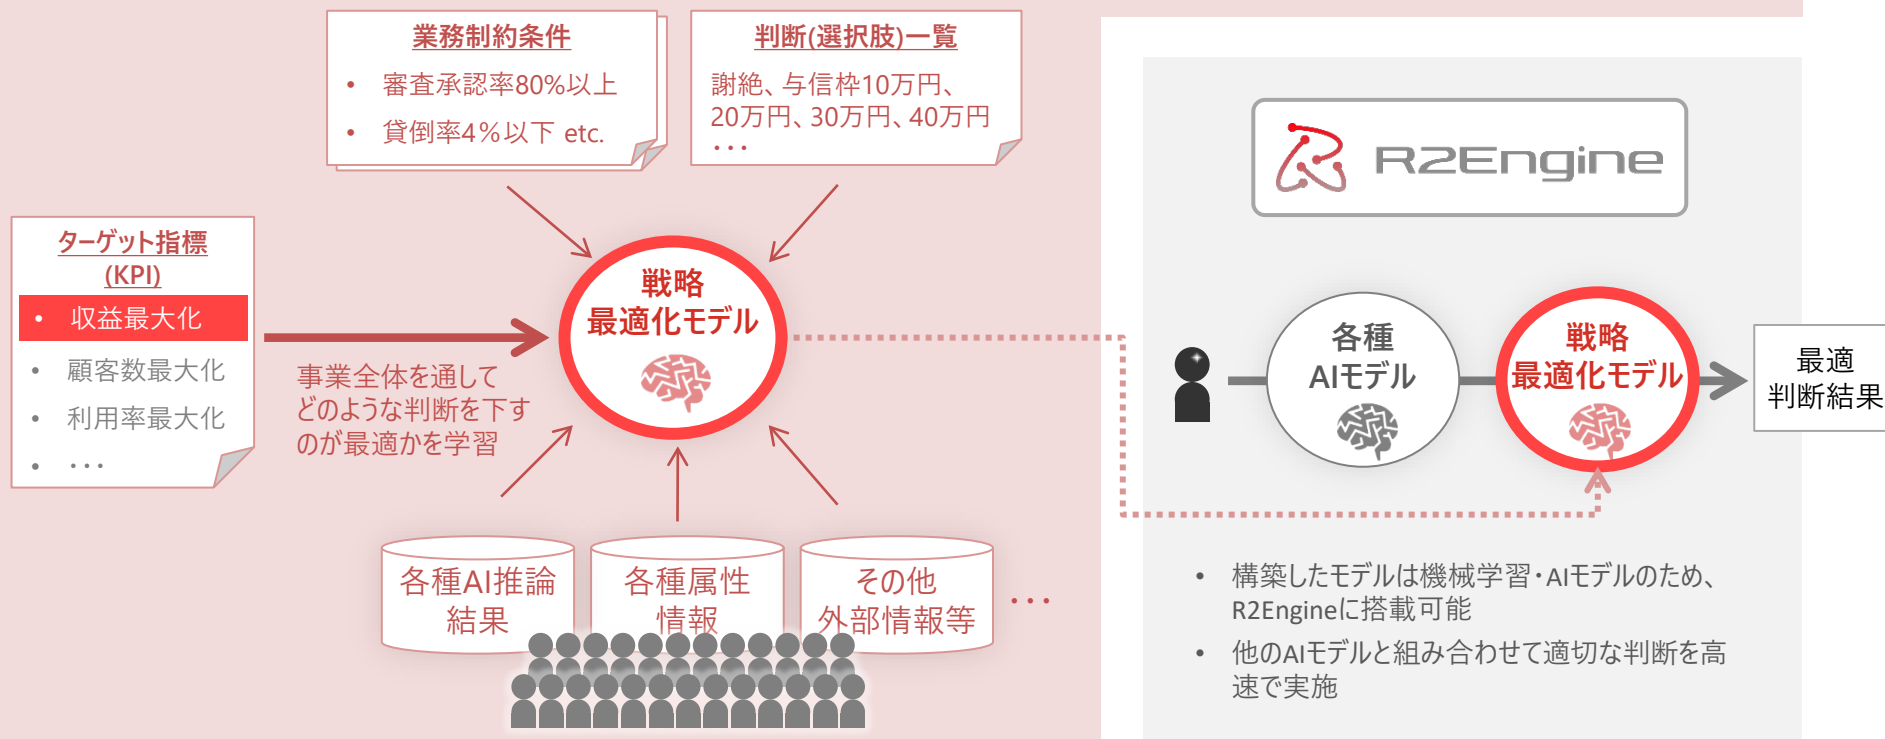 業務制約条件
• 審査承認率80%以上
• 貸倒率4%以下 etc.
判断(選択肢)一覧
謝絶、与信枠10万円、
20万円、30万円、40万円
・・・
ターゲット指標
(KPI)
• 収益最大化
• 顧客数最大化
• 利用率最大化
• ・・・
事業全体を通して
どのような判断を下す
のが最適かを学習
戦略
最適化モデル
各種AI推論
結果
各種属性
情報
その他
外部情報等
・・・
R2Engine
各種
AIモデル
戦略
最適化モデル
最適
判断結果
• 構築したモデルは機械学習・AIモデルのため、
R2Engineに搭載可能
• 他のAIモデルと組み合わせて適切な判断を高
速で実施